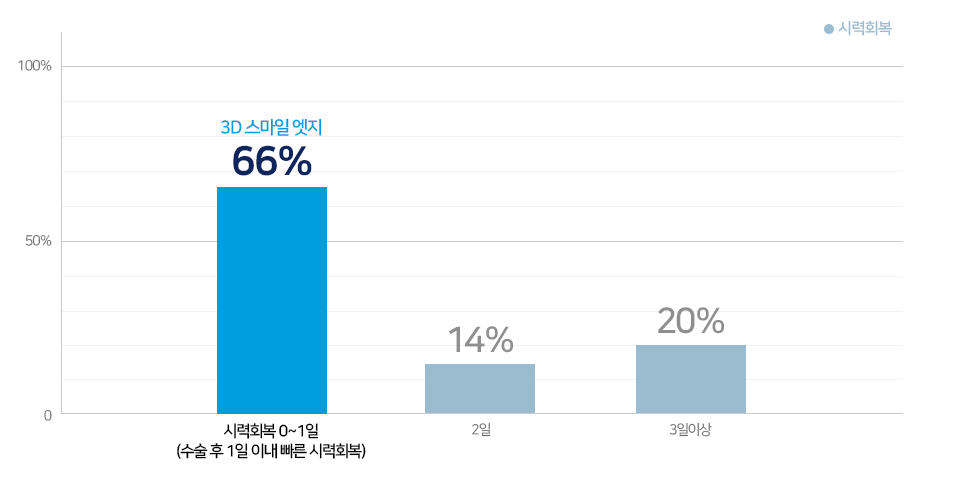 시력회복
100%
3D 스마일 엣지
66%
50%
20%
14%
0
시력회복 0~1일
(수술 후 1일 이내 빠른 시력회복)
2일
3일이상